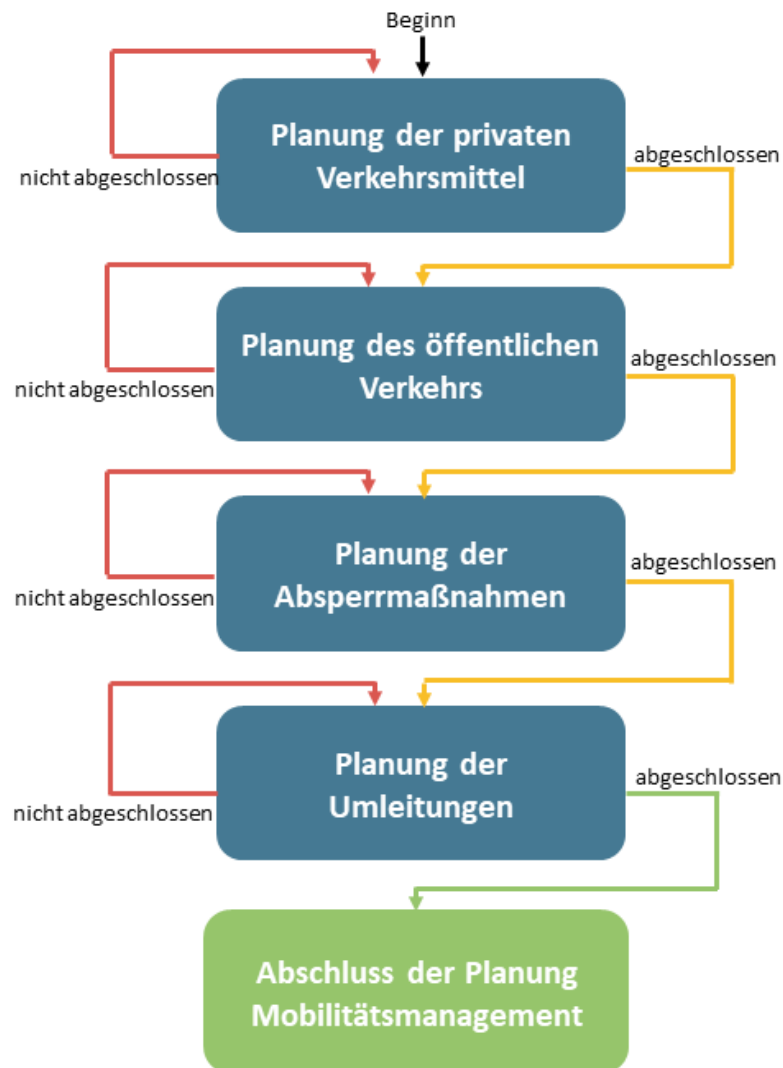 Beginn
Planung der privaten
Verkehrsmittel
abgeschlossen
nicht abgeschlossen
Planung des öffentlichen
Verkehrs
abgeschlossen
nicht abgeschlossen
Planung der
Absperrmaßnahmen
abgeschlossen
nicht abgeschlossen
Planung der
Umleitungen
abgeschlossen
nicht abgeschlossen
Abschluss der Planung
Mobilitätsmanagement